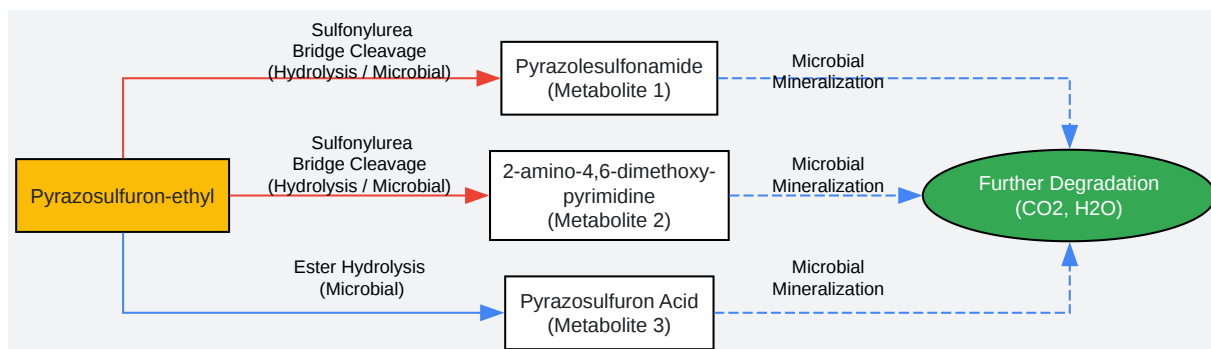 Sulfonylurea
Bridge Cleavage
(Hydrolysis / Microbial)
Pyrazolesulfonamide
(Metabolite 1)
Microbial
Mineralization
Pyrazosulfuron-ethyl
Sulfonylurea
Bridge Cleavage
(Hydrolysis / Microbial)
2-amino-4,6-dimethoxy-
pyrimidine
(Metabolite 2)
Microbial
Mineralization
Further Degradation
(CO2, H2O)
Ester Hydrolysis
(Microbial)
Pyrazosulfuron Acid
(Metabolite 3)
Microbial
Mineralization